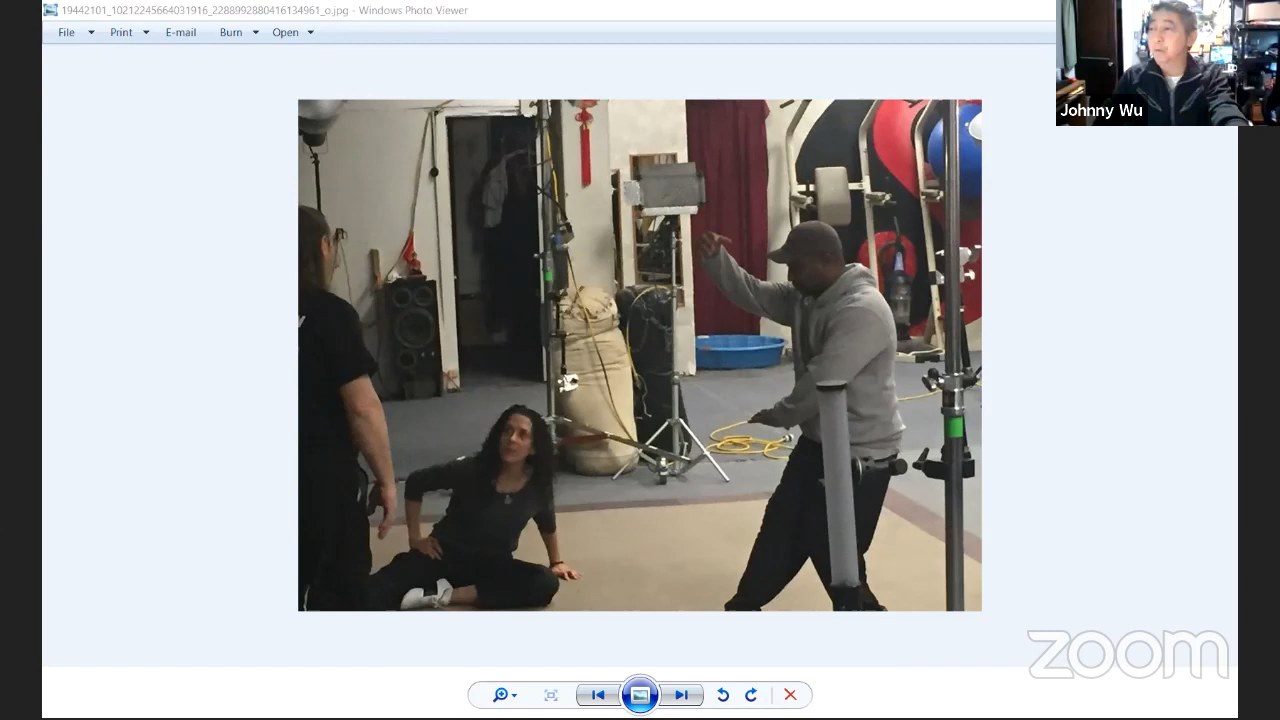 19442101_10212245664031916_2288992880416134961_o.jpg - Windows Photo Viewer
File Print E-mail Burn Open
Johnny Wu
zoom